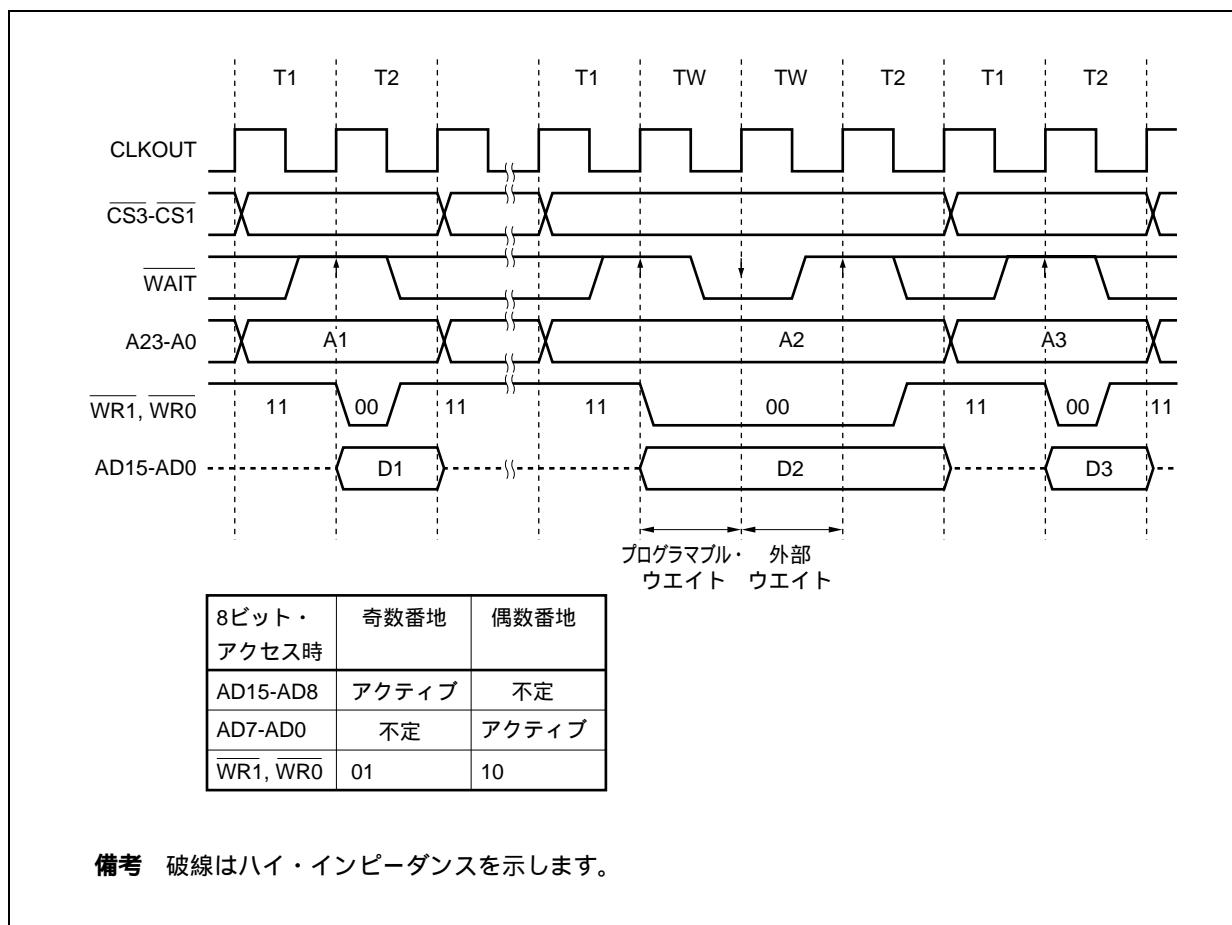 T1 T2 T1 TW TW T2 T1 T2
CLKOUT
CS3-CS1
WAIT
A23-A0 A1 A2 A3
WR1, WR0 11 00 11 11 00 11 00 11
AD15-AD0 D1 D2 D3
プログラマブル・ 外部
ウエイト ウエイト
8ビット・ 奇数番地 偶数番地
アクセス時
AD15-AD8 アクティブ 不定
AD7-AD0 不定 アクティブ
WR1, WR0 01 10
備考 破線はハイ・インピーダンスを示します。